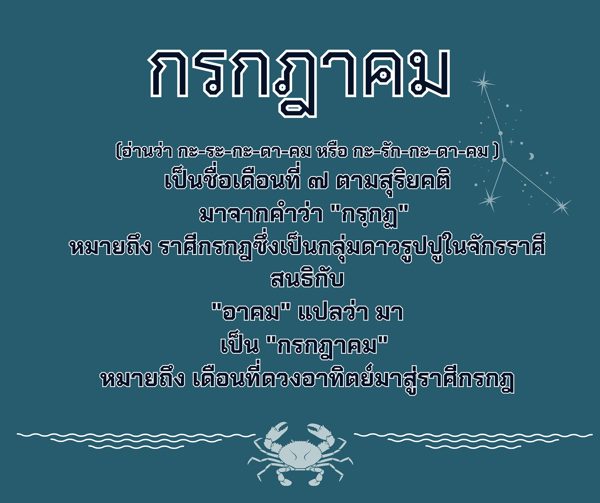 กรกฎาคม
(อ่านว่า กะ-ระ-กะ-ดา-คม หรือ กะ-รัก-กะ-ดา-คม )
เป็นชื่อเดือนที่ ๗ ตามสุริยคติ
มาจากคำว่า "กรฺกฏ"
หมายถึง ราศีกรกฎซึ่งเป็นกลุ่มดาวรูปปูในจักรราศี
สนธิกับ
"อาคม" แปลว่า มา
เป็น "กรกฎาคม"
หมายถึง เดือนที่ดวงอาทิตย์มาสู่ราศีกรกฎ